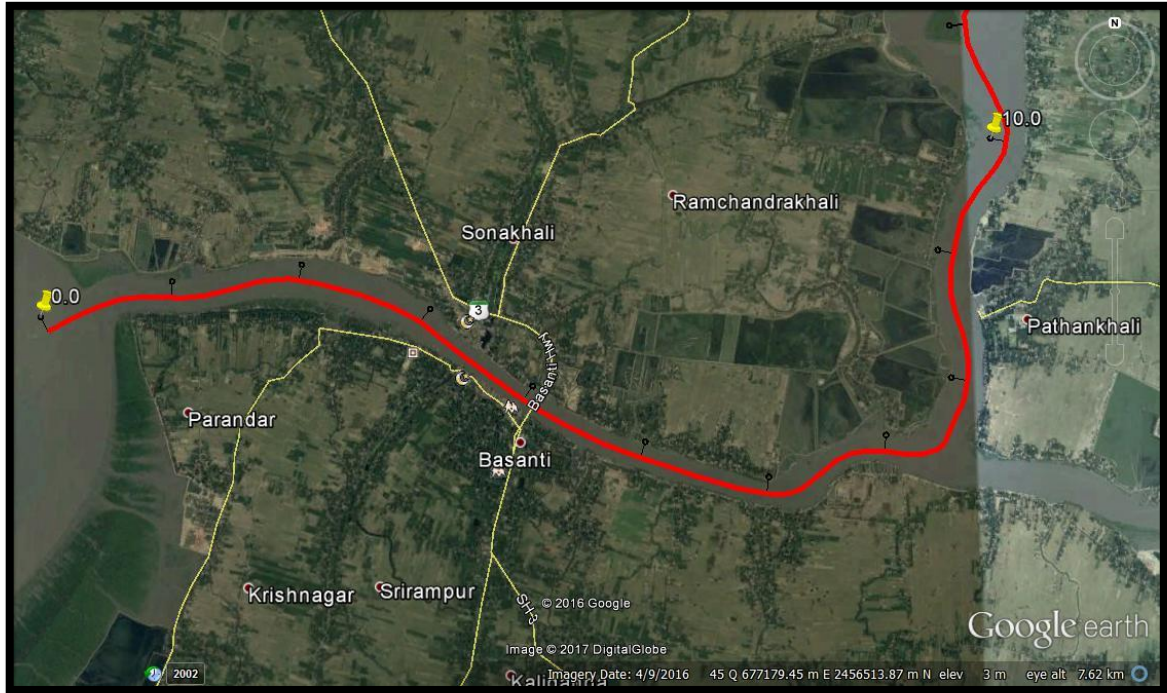 N
10.0
Ramchandrakhali
Sonakhali
0.0
3
Pathankhali
Basanti Hwy
Parandar
Basanti
Krishnagar
Srirampur
SH-3
© 2016 Google
Google earth
Image © 2017 DigitalGlobe
2002
Imagery Date: 4/9/2016 45 Q 677179.45 m E 2456513.87 m N elev 3 m eye alt 7.62 km